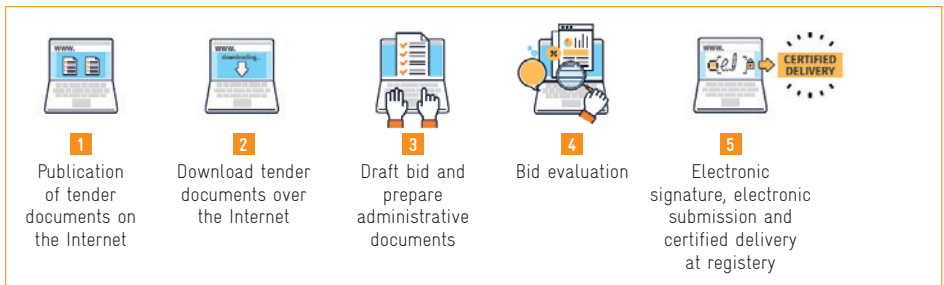 WWW.
WWW.
downloading...
WWW.
CERTIFIED
DELIVERY
1
Publication
of tender
documents on
the Internet
2
Download tender
documents over
the Internet
3
Draft bid and
prepare
administrative
documents
4
Bid evaluation
%
5
Electronic
signature, electronic
submission and
certified delivery
at registery